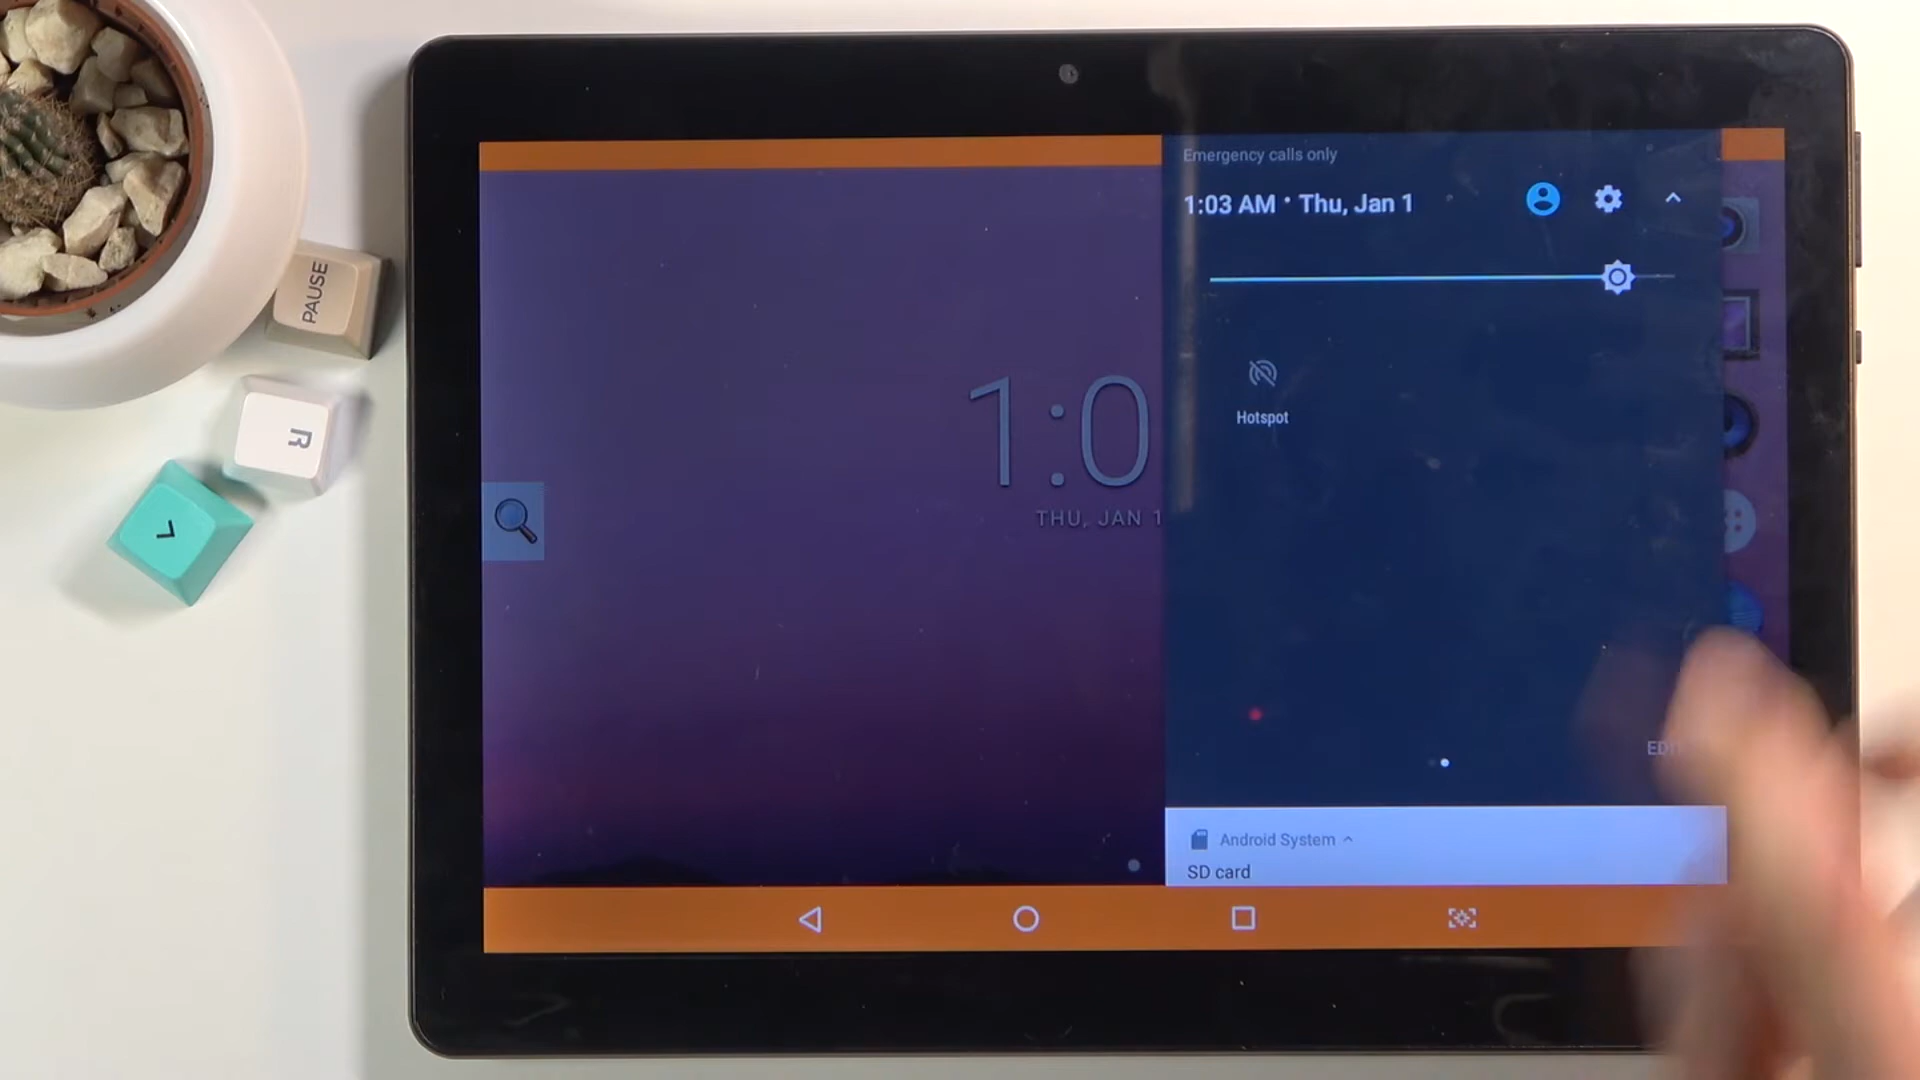 Emergency calls only
1:03 AM · Thu, Jan 1
PAUSE
Hotspot
1:0
R
THU, JAN 1
Android System
SD card